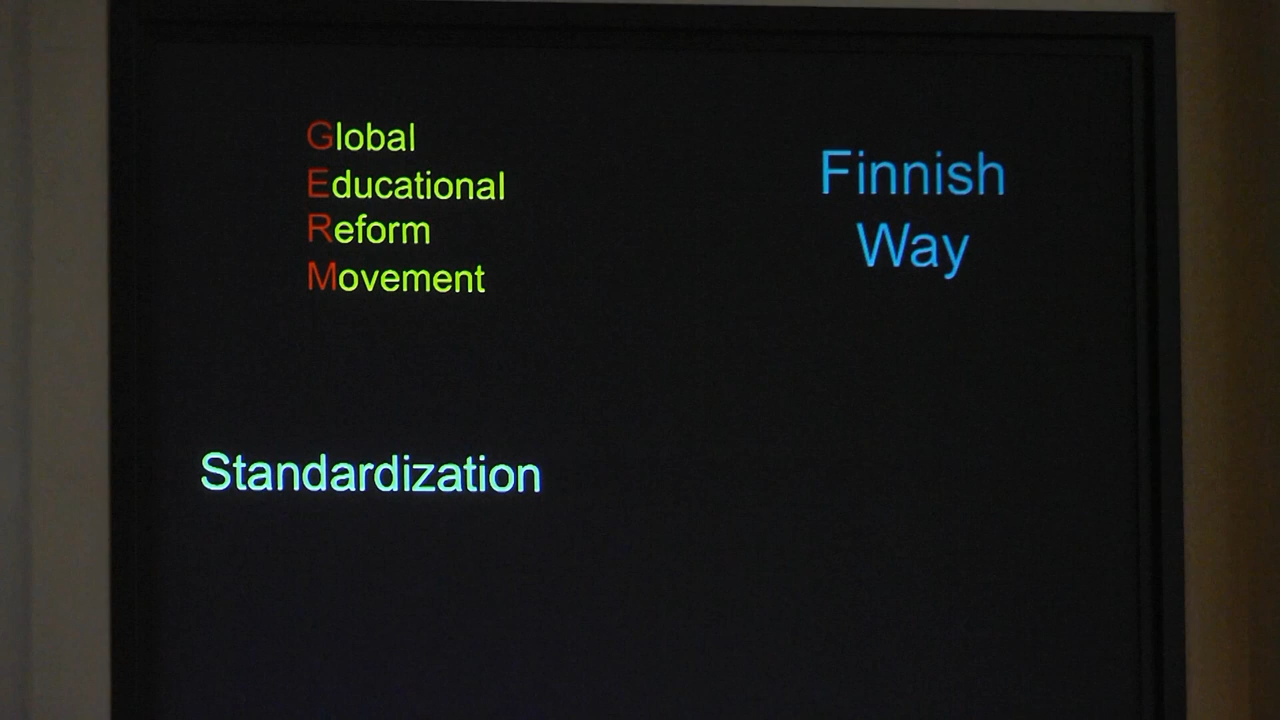 Global
Educational
Reform
Movement
Finnish
Way
Standardization